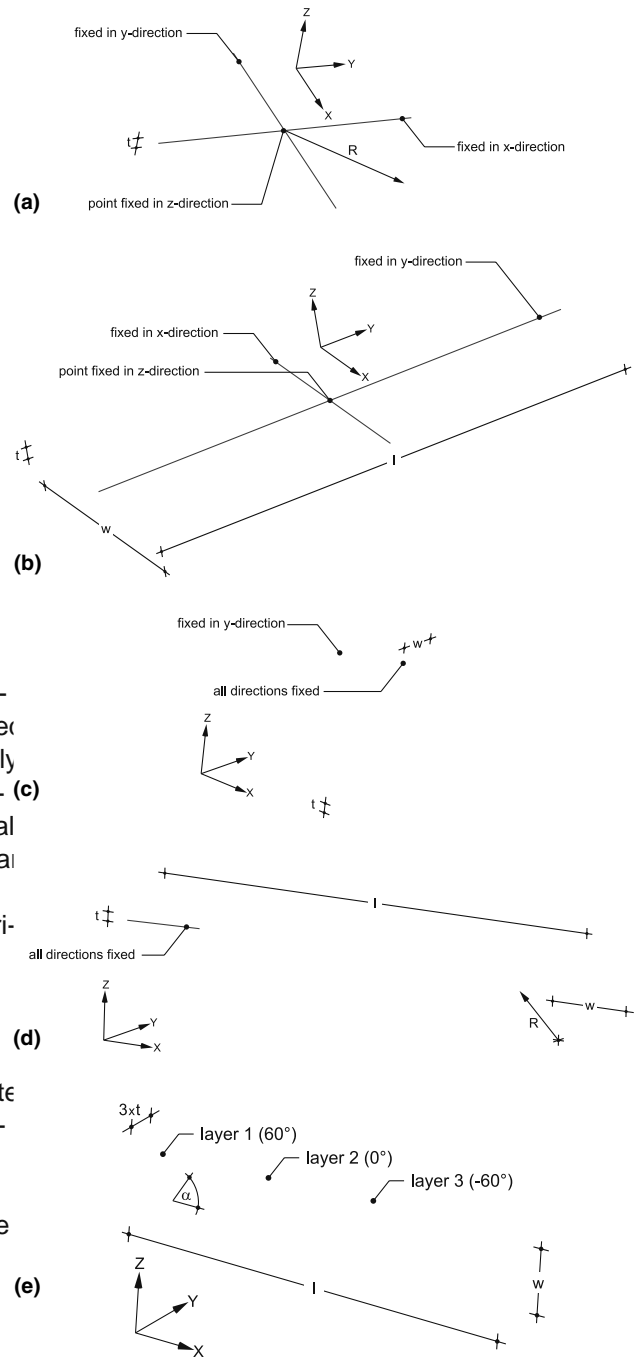 Z
fixed in y-direction
Y
X
t
fixed in x-direction
R
(a)
point fixed in z-direction
fixed in y-direction
Z
fixed in x-direction
Y
point fixed in z-direction
X
t
l
w
(b)
fixed in y-direction
w
all directions fixed
Z
Y
(c)
X
t
l
t
all directions fixed
Z
Y
X
w
R
(d)
3xt
layer 1 (60°)
layer 2 (0°)
α
layer 3 (-60°)
Z
w
(e)
l
Y
X